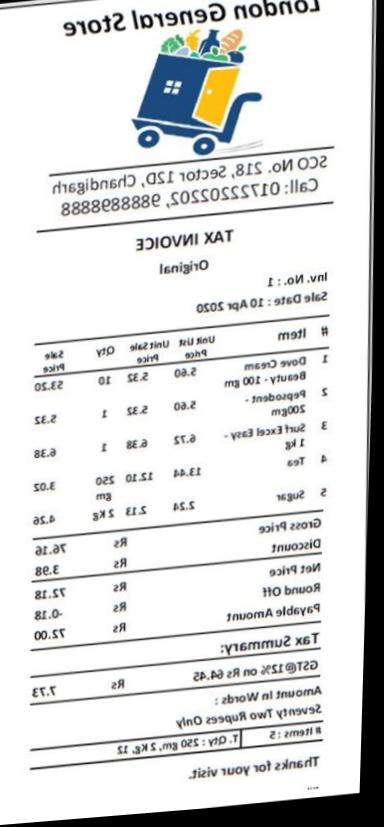 London General Store
SCO No. 218, Sector 12D, Chandigarh
Call: 01722202202, 9888898888
TAX INVOICE
Original
Inv. No. : 1
Sale Date : 10 Apr 2020
# Item Unit List Price Unit Sale Price Qty Sale Price
1 Dove Cream Beauty - 100 gm 5.60 5.32 10 53.20
2 Pepsodent - 200gm 5.60 5.32 1 5.32
3 Surf Excel Easy - 1 kg 6.72 6.38 1 6.38
4 Tea 13.44 12.10 250 gm 3.02
5 Sugar 2.24 2.13 2 Kg 4.26
Gross Price Rs 76.16
Discount Rs 3.98
Net Price Rs 72.18
Round Off Rs -0.18
Payable Amount Rs 72.00
Tax Summary:
GST@12% on Rs 64.45 Rs 7.73
Amount In Words :
Seventy Two Rupees Only
# Items : 5 T. Qty : 250 gm, 2 Kg, 12
Thanks for your visit.